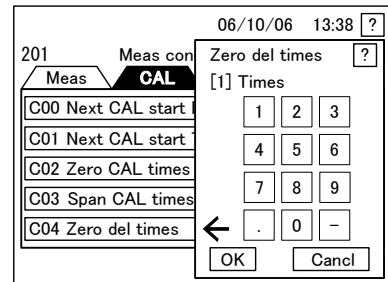 06/10/06 13:38 ?
201 Meas con
Meas CAL
C00 Next CAL start
C01 Next CAL start
C02 Zero CAL times
C03 Span CAL times
C04 Zero del times
Zero del times ?
[1] Times
1 2 3
4 5 6
7 8 9
← . 0 −
OK Cancl